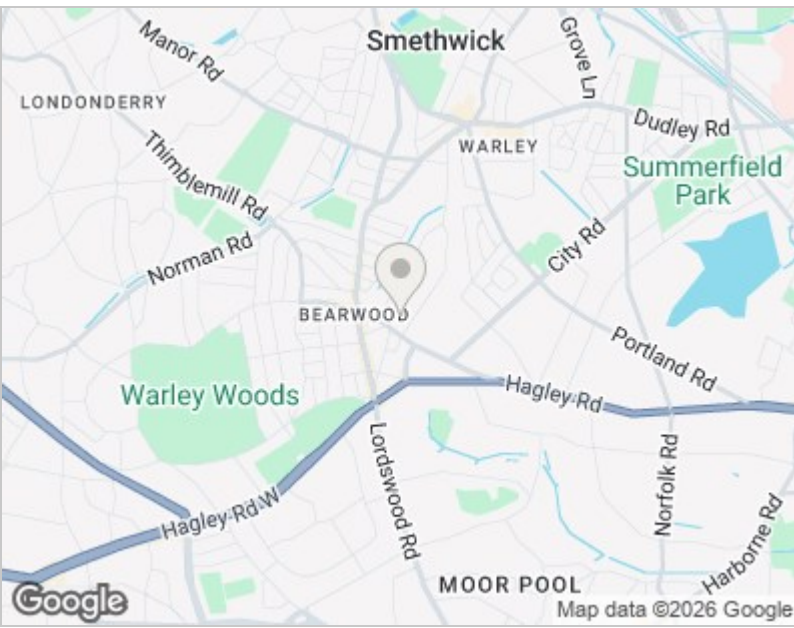 Manor Rd
Smethwick
Grove Ln
LONDONDERRY
Dudley Rd
WARLEY
Thimblemill Rd
Summerfield
Park
Norman Rd
City Rd
BEARWOOD
Portland Rd
Warley Woods
Hagley Rd
Lordswood Rd
Norfolk Rd
Hagley Rd W
Harborne Rd
MOOR POOL
Google
Map data ©2026 Google